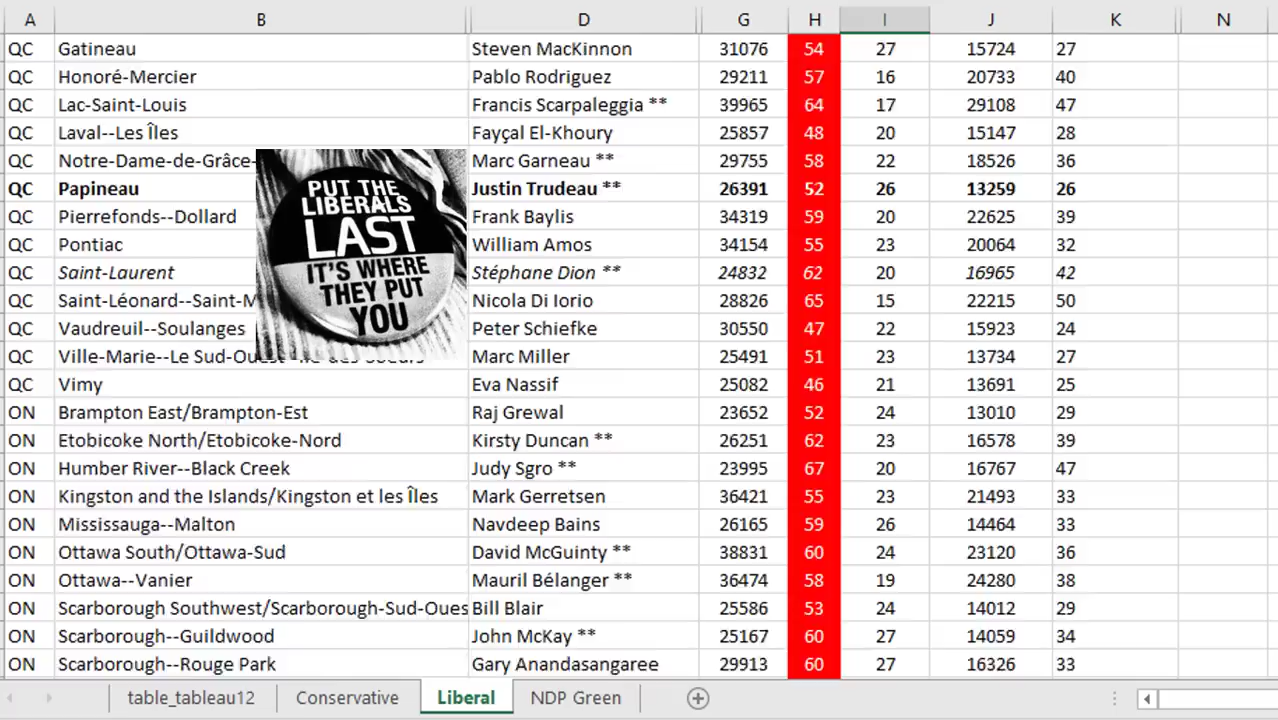 A B D G H I J K N
QC Gatineau Steven MacKinnon 31076 54 27 15724 27
QC Honoré-Mercier Pablo Rodriguez 29211 57 16 20733 40
QC Lac-Saint-Louis Francis Scarpaleggia ** 39965 64 17 29108 47
QC Laval--Les Îles Fayçal El-Khoury 25857 48 20 15147 28
QC Notre-Dame-de-Grâce- Marc Garneau ** 29755 58 22 18526 36
QC Papineau Justin Trudeau ** 26391 52 26 13259 26
QC Pierrefonds--Dollard Frank Baylis 34319 59 20 22625 39
QC Pontiac William Amos 34154 55 23 20064 32
QC Saint-Laurent Stéphane Dion ** 24832 62 20 16965 42
QC Saint-Léonard--Saint-M Nicola Di Iorio 28826 65 15 22215 50
QC Vaudreuil--Soulanges Peter Schiefke 30550 47 22 15923 24
QC Ville-Marie--Le Sud-Ouest Marc Miller 25491 51 23 13734 27
QC Vimy Eva Nassif 25082 46 21 13691 25
ON Brampton East/Brampton-Est Raj Grewal 23652 52 24 13010 29
ON Etobicoke North/Etobicoke-Nord Kirsty Duncan ** 26251 62 23 16578 39
ON Humber River--Black Creek Judy Sgro ** 23995 67 20 16767 47
ON Kingston and the Islands/Kingston et les Îles Mark Gerretsen 36421 55 23 21493 33
ON Mississauga--Malton Navdeep Bains 26165 59 26 14464 33
ON Ottawa South/Ottawa-Sud David McGuinty ** 38831 60 24 23120 36
ON Ottawa--Vanier Mauril Bélanger ** 36474 58 19 24280 38
ON Scarborough Southwest/Scarborough-Sud-Oues Bill Blair 25586 53 24 14012 29
ON Scarborough--Guildwood John McKay ** 25167 60 27 14059 34
ON Scarborough--Rouge Park Gary Anandasangaree 29913 60 27 16326 33
PUT THE
LIBERALS
LAST
IT'S WHERE
THEY PUT
YOU
table_tableau12 Conservative Liberal NDP Green